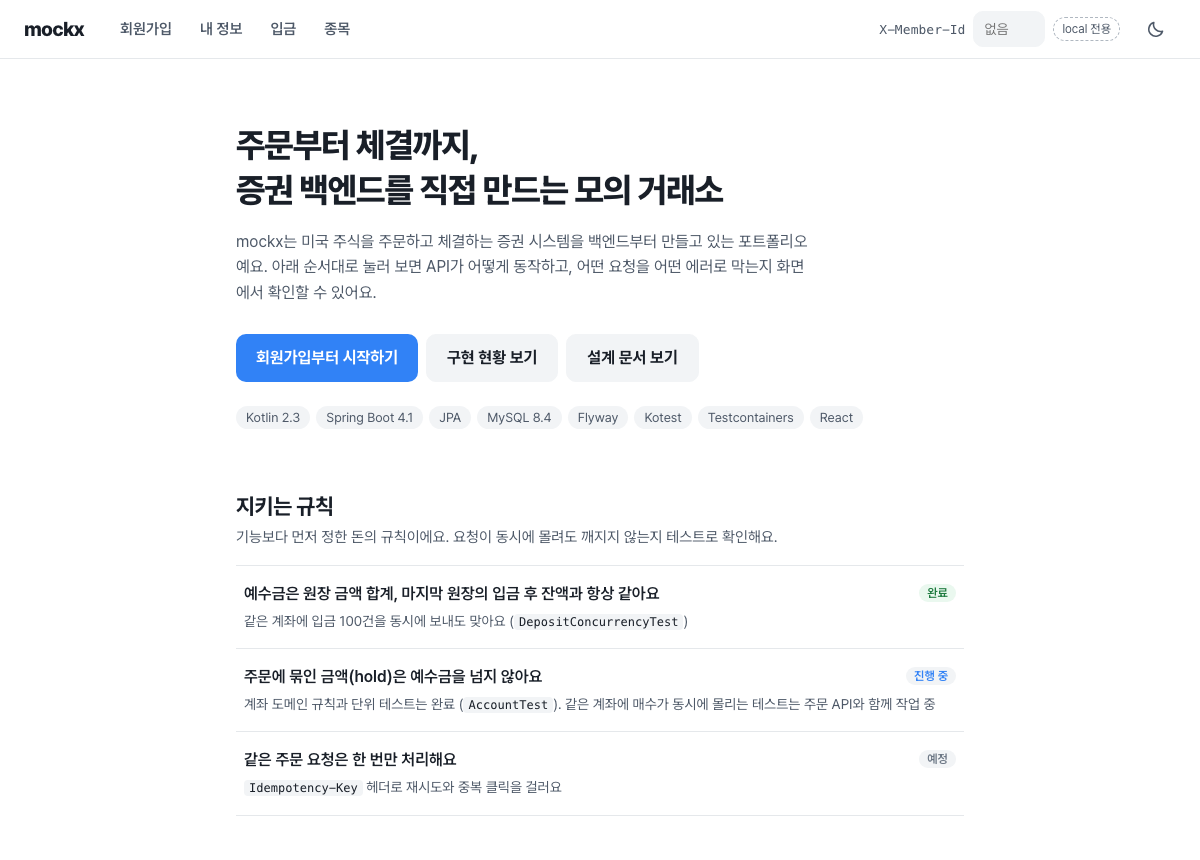 mockx 회원가입 내 정보 입금 종목 X-Member-Id 없음 local 전용
주문부터 체결까지,
증권 백엔드를 직접 만드는 모의 거래소
mockx는 미국 주식을 주문하고 체결하는 증권 시스템을 백엔드부터 만들고 있는 포트폴리오
예요. 아래 순서대로 눌러 보면 API가 어떻게 동작하고, 어떤 요청을 어떤 에러로 막는지 화면
에서 확인할 수 있어요.
회원가입부터 시작하기 구현 현황 보기 설계 문서 보기
Kotlin 2.3 Spring Boot 4.1 JPA MySQL 8.4 Flyway Kotest Testcontainers React
지키는 규칙
기능보다 먼저 정한 돈의 규칙이에요. 요청이 동시에 몰려도 깨지지 않는지 테스트로 확인해요.
예수금은 원장 금액 합계, 마지막 원장의 입금 후 잔액과 항상 같아요 완료
같은 계좌에 입금 100건을 동시에 보내도 맞아요 ( DepositConcurrencyTest )
주문에 묶인 금액(hold)은 예수금을 넘지 않아요 진행 중
계좌 도메인 규칙과 단위 테스트는 완료 ( AccountTest ). 같은 계좌에 매수가 동시에 몰리는 테스트는 주문 API와 함께 작업 중
같은 주문 요청은 한 번만 처리해요 예정
Idempotency-Key 헤더로 재시도와 중복 클릭을 걸러요